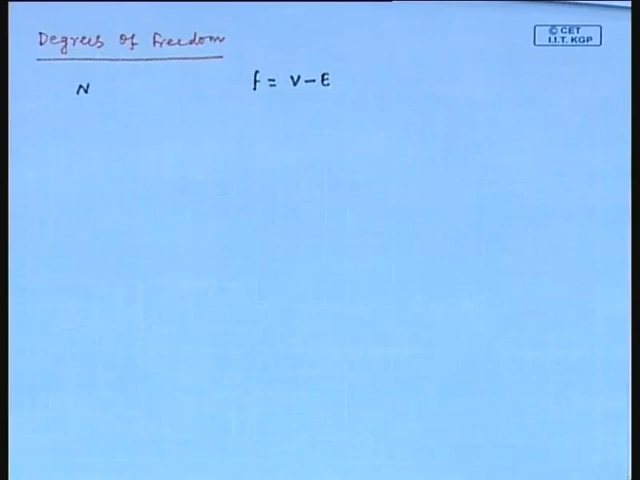 Degrees of Freedom
© CET
I.I.T. KGP
N
f = V - E